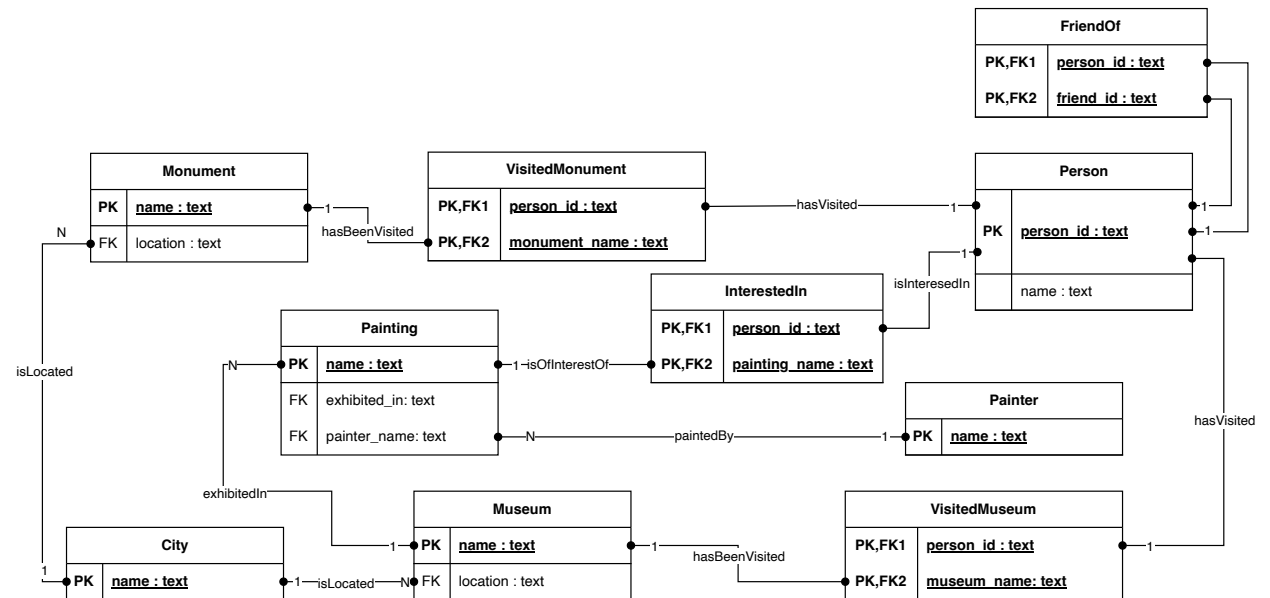 FriendOf
PK,FK1 person_id : text
PK,FK2 friend_id : text
Monument
PK name : text
FK location : text
VisitedMonument
PK,FK1 person_id : text
PK,FK2 monument_name : text
Person
PK person_id : text
name : text
1
hasBeenVisited
hasVisited
1
1
1
N
isLocated
1
1
isInteresedIn
InterestedIn
PK,FK1 person_id : text
PK,FK2 painting_name : text
Painting
PK name : text
FK exhibited_in: text
FK painter_name: text
N
1
isOfInterestOf
N
paintedBy
1
Painter
PK name : text
hasVisited
1
exhibitedIn
1
Museum
PK name : text
FK location : text
1
hasBeenVisited
VisitedMuseum
PK,FK1 person_id : text
PK,FK2 museum_name: text
City
PK name : text
1
isLocated
N